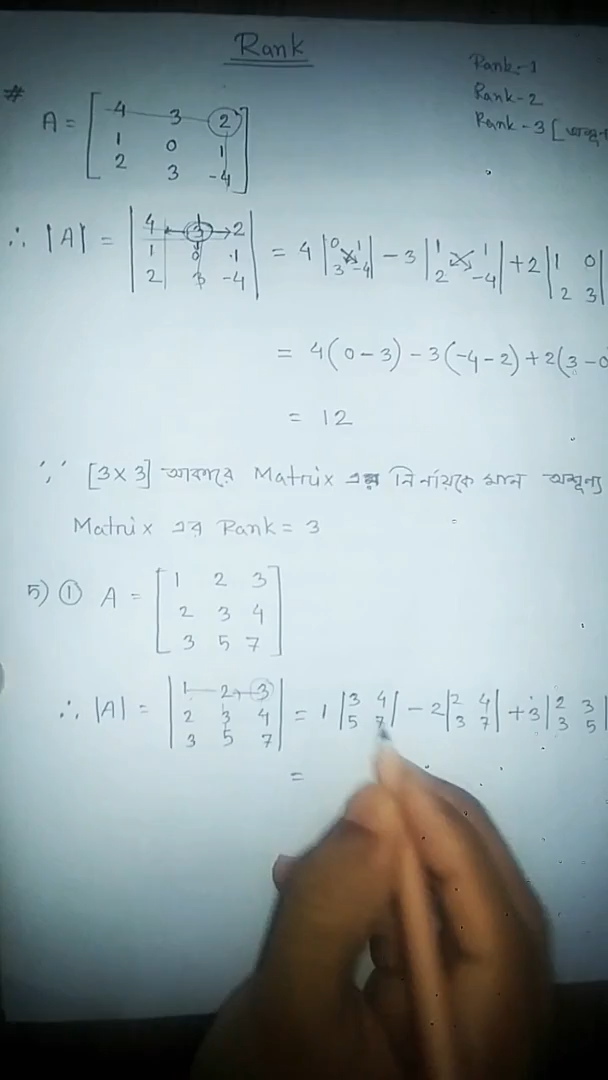 Rank
Rank-1
Rank-2
Rank-3 [
# A = [4 3 2
1 0 1
2 3 -4]
∴ |A| = |4 3 2
1 0 1
2 3 -4| = 4 |0 1
3 -4| - 3 |1 1
2 -4| + 2 |1 0
2 3|
= 4(0-3) - 3(-4-2) + 2(3-0
= 12
∵ [3×3] আকারে Matrix এর নির্নায়কে মান অশূন্য
Matrix এর Rank = 3
5) ① A = [1 2 3
2 3 4
3 5 7]
∴ |A| = |1 2 3
2 3 4
3 5 7| = 1 |3 4
5 7| - 2 |2 4
3 7| + 3 |2 3
3 5|
=